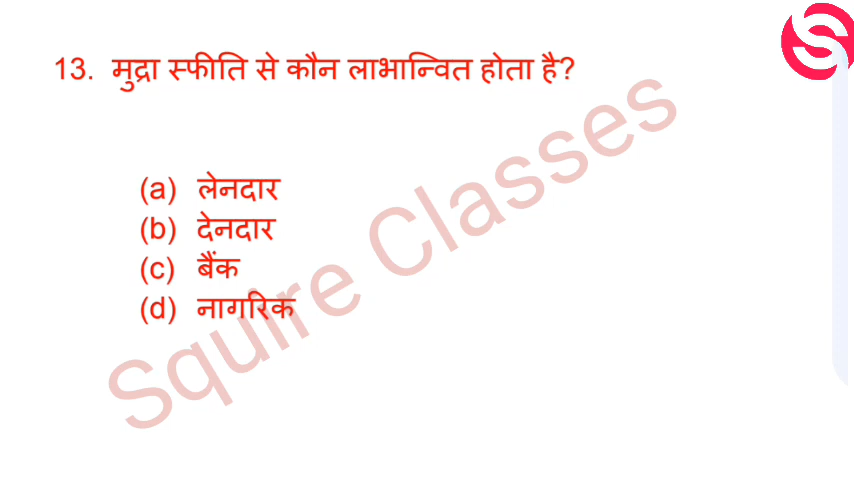 13. मुद्रा स्फीति से कौन लाभान्वित होता है?
(a) लेनदार
(b) देनदार
(c) बैंक
(d) नागरिक
Squire Classes